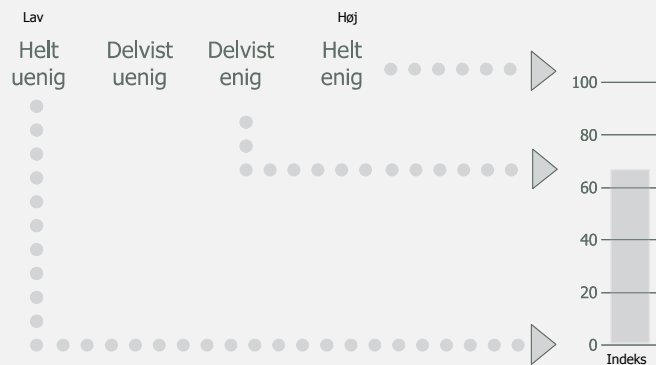 Lav
Høj
Helt uenig
Delvist uenig
Delvist enig
Helt enig
100
80
60
40
20
0
Indeks